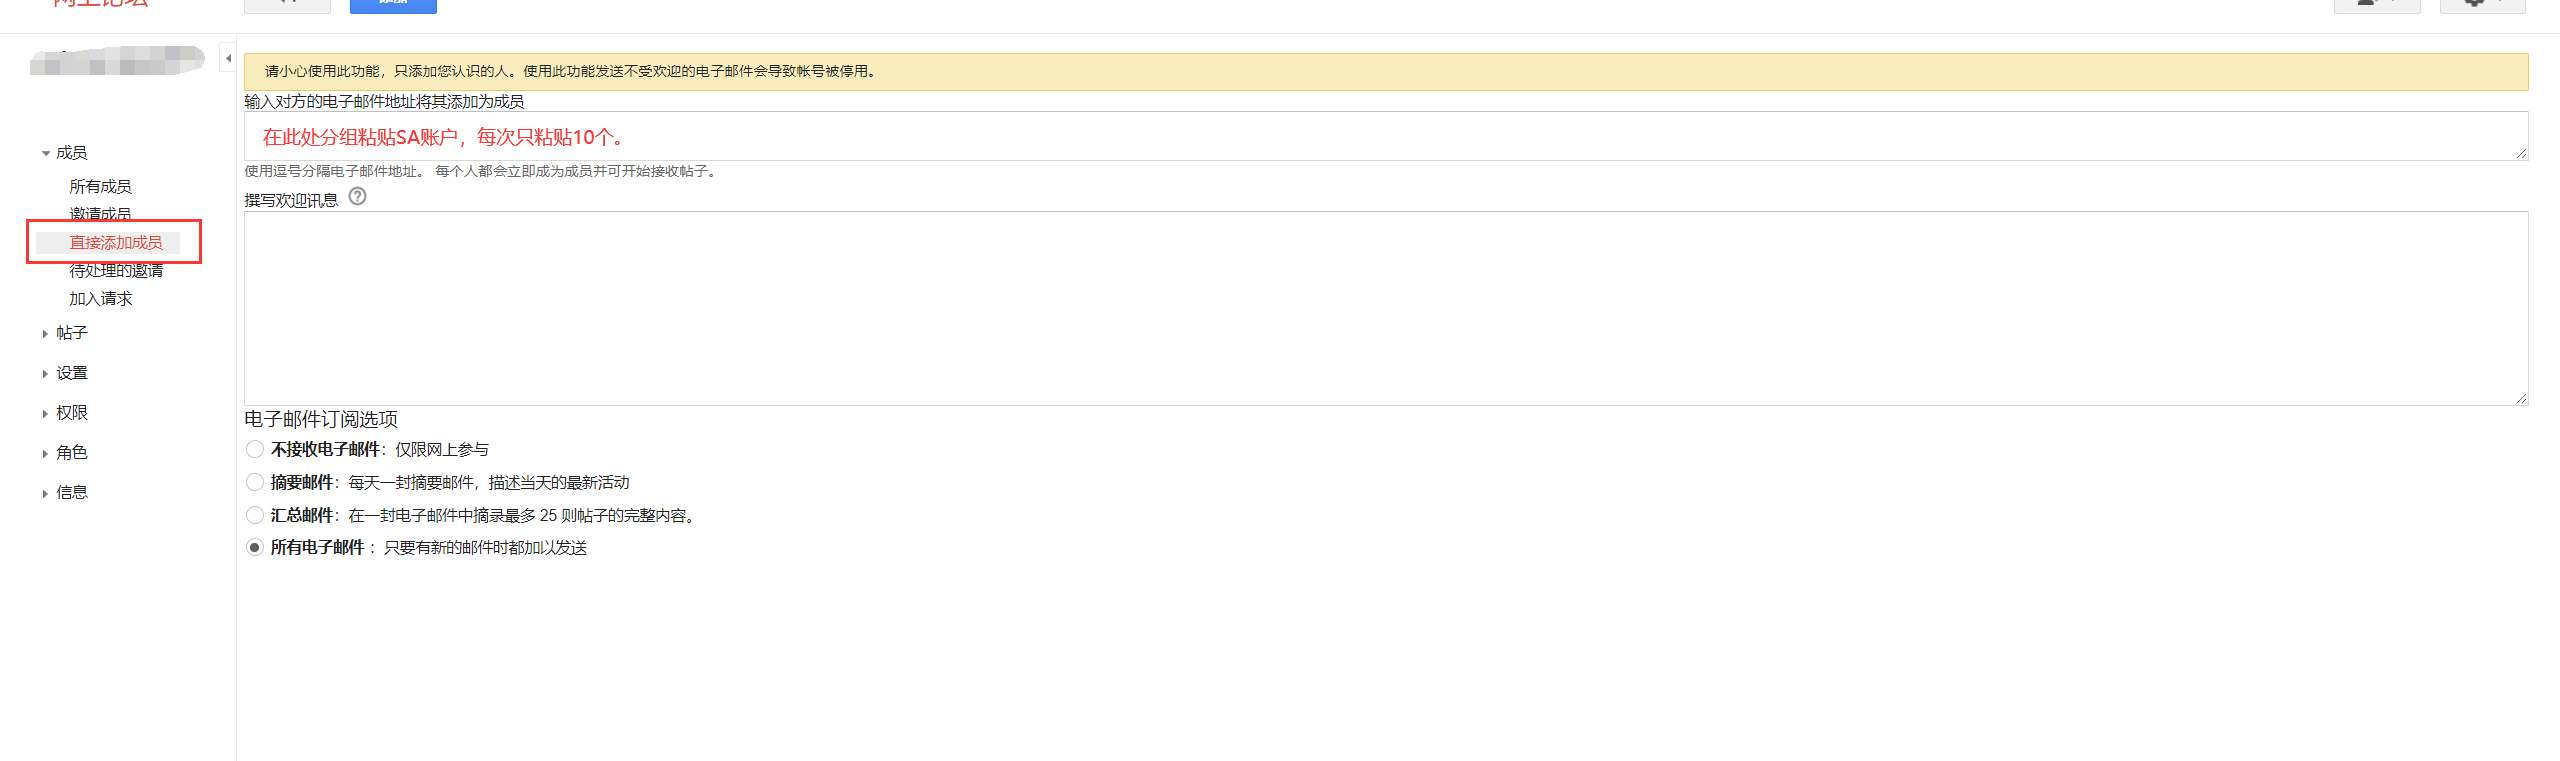 网上论坛
添加
请小心使用此功能，只添加您认识的人。使用此功能发送不受欢迎的电子邮件会导致帐号被停用。
输入对方的电子邮件地址将其添加为成员
在此处分组粘贴SA账户，每次只粘贴10个。
使用逗号分隔电子邮件地址。 每个人都会立即成为成员并可开始接收帖子。
撰写欢迎讯息
成员
所有成员
邀请成员
直接添加成员
待处理的邀请
加入请求
帖子
设置
权限
角色
信息
电子邮件订阅选项
不接收电子邮件：仅限网上参与
摘要邮件：每天一封摘要邮件，描述当天的最新活动
汇总邮件：在一封电子邮件中摘录最多 25 则帖子的完整内容。
所有电子邮件： 只要有新的邮件时都加以发送